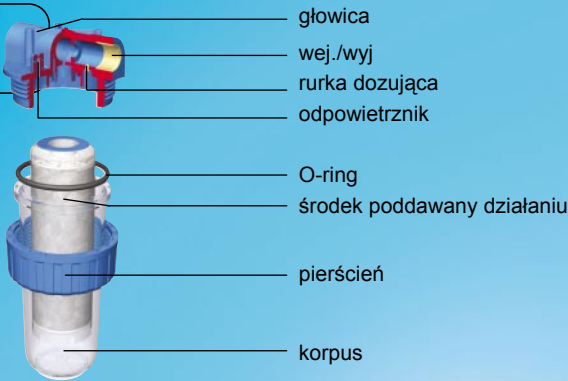 głowica
wej./wyj
rurka dozująca
odpowietrznik
O-ring
środek poddawany działaniu
pierścień
korpus